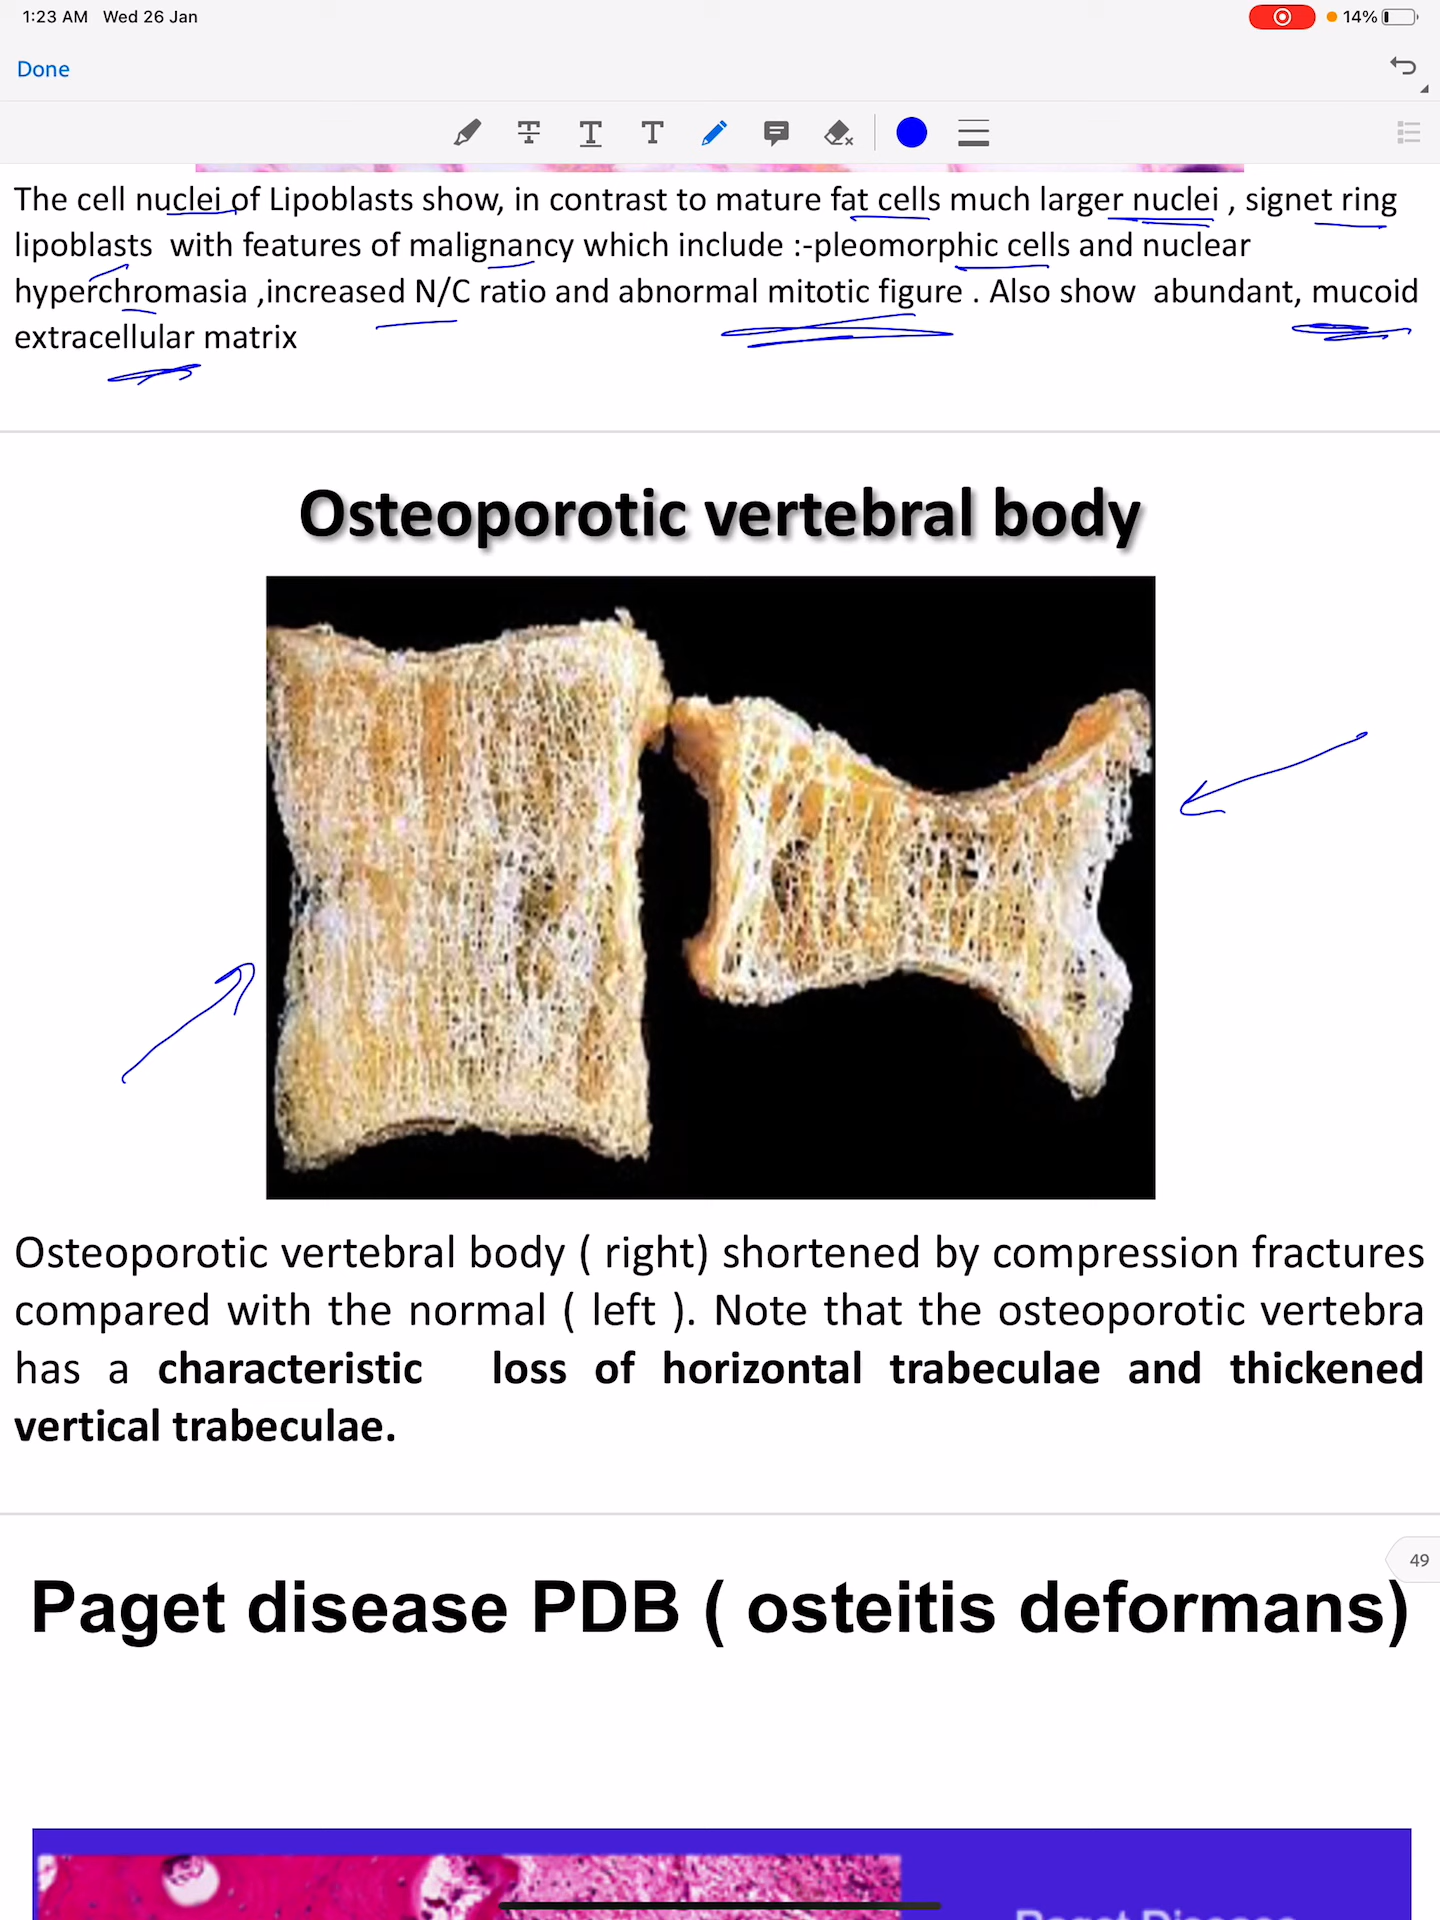 1:23 AM Wed 26 Jan
14%
Done
The cell nuclei of Lipoblasts show, in contrast to mature fat cells much larger nuclei , signet ring
lipoblasts with features of malignancy which include :-pleomorphic cells and nuclear
hyperchromasia ,increased N/C ratio and abnormal mitotic figure . Also show abundant, mucoid
extracellular matrix
Osteoporotic vertebral body
Osteoporotic vertebral body ( right) shortened by compression fractures
compared with the normal ( left ). Note that the osteoporotic vertebra
has a characteristic loss of horizontal trabeculae and thickened
vertical trabeculae.
49
Paget disease PDB ( osteitis deformans)